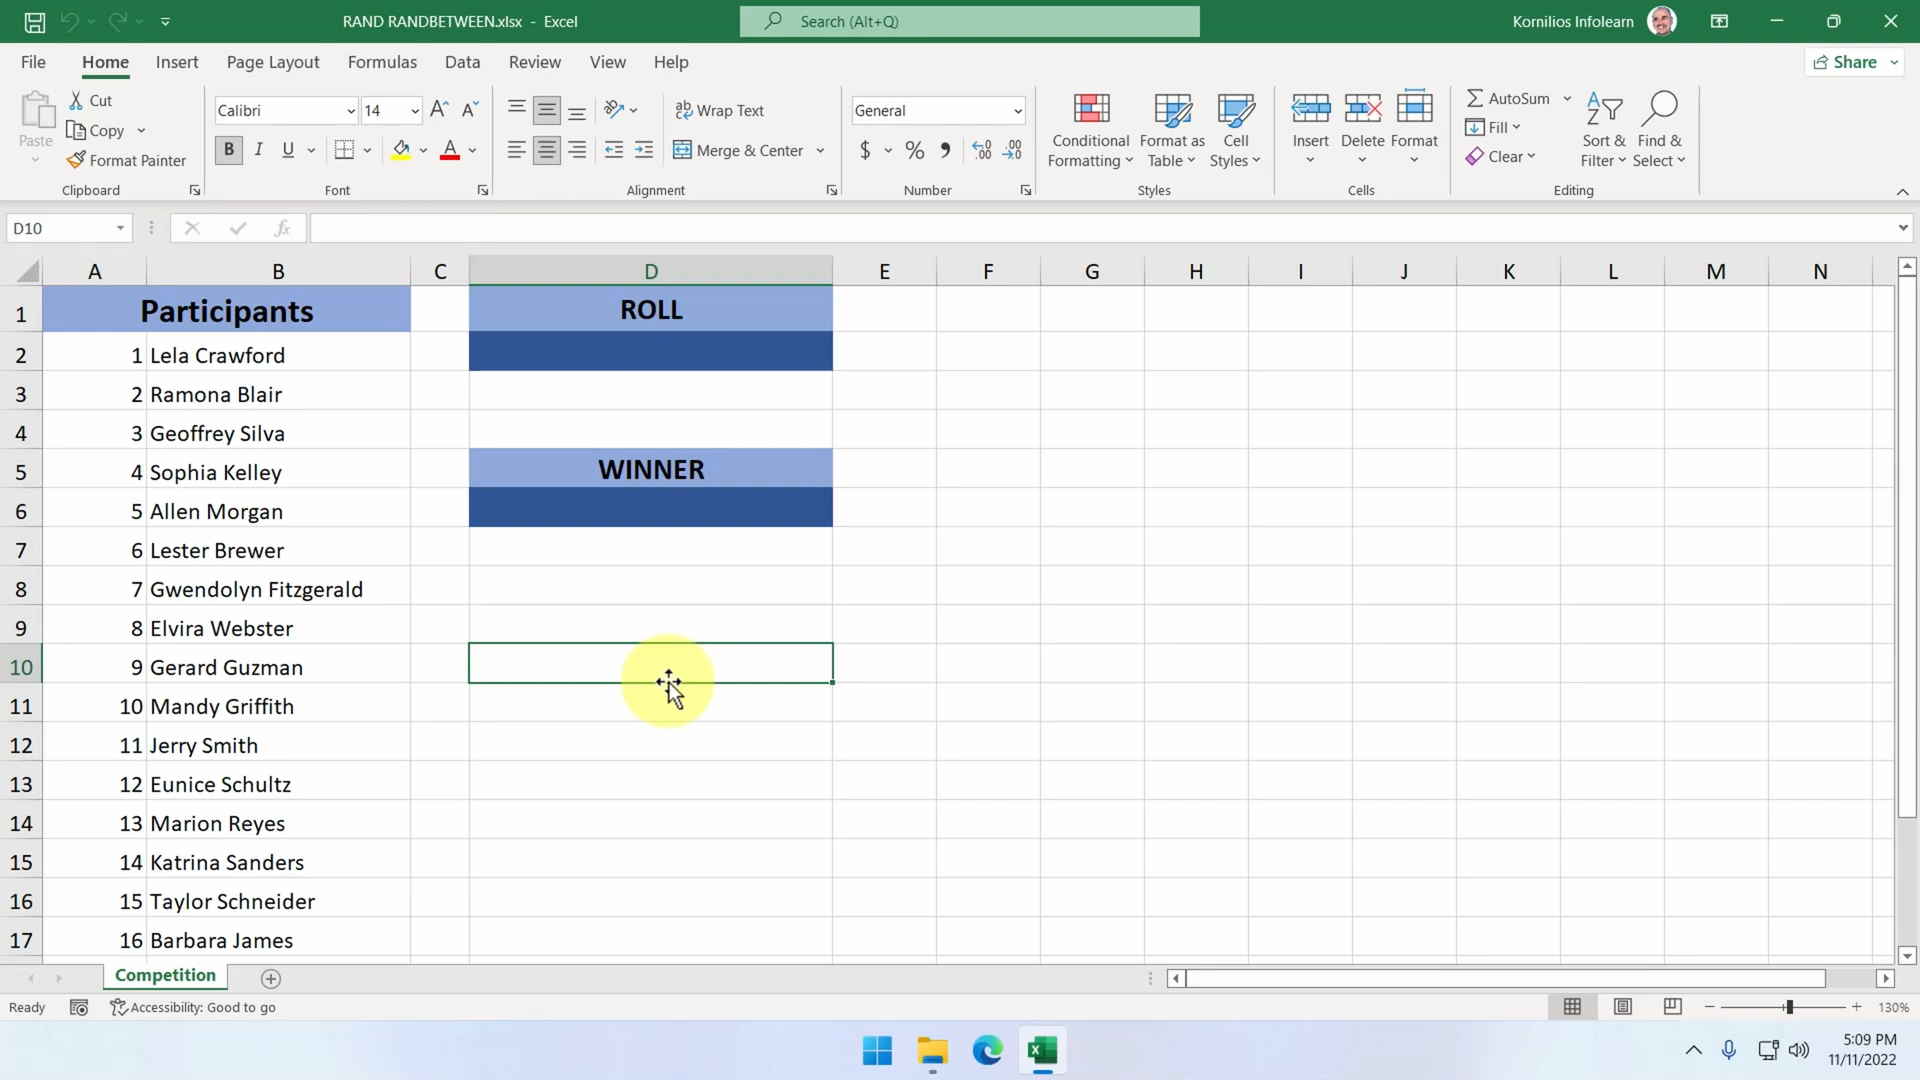 RAND RANDBETWEEN.xlsx - Excel
Search (Alt+Q)
Kornilios Infolearn
File Home Insert Page Layout Formulas Data Review View Help
Share
Paste
Cut
Copy
Format Painter
Clipboard
Calibri 14
B I U A
Font
Wrap Text
Merge & Center
Alignment
General
$ % 9
Number
Conditional Formatting
Format as Table
Cell Styles
Styles
Insert Delete Format
Cells
AutoSum
Fill
Clear
Sort & Filter
Find & Select
Editing
D10
fx
A B C D E F G H I J K L M N
1 Participants ROLL
2 1 Lela Crawford
3 2 Ramona Blair
4 3 Geoffrey Silva
5 4 Sophia Kelley WINNER
6 5 Allen Morgan
7 6 Lester Brewer
8 7 Gwendolyn Fitzgerald
9 8 Elvira Webster
10 9 Gerard Guzman
11 10 Mandy Griffith
12 11 Jerry Smith
13 12 Eunice Schultz
14 13 Marion Reyes
15 14 Katrina Sanders
16 15 Taylor Schneider
17 16 Barbara James
Competition
Ready
Accessibility: Good to go
130%
5:09 PM
11/11/2022